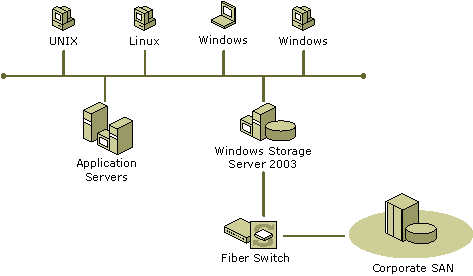 UNIX
Linux
Windows
Windows
Application
Servers
Windows Storage
Server 2003
Fiber Switch
Corporate SAN